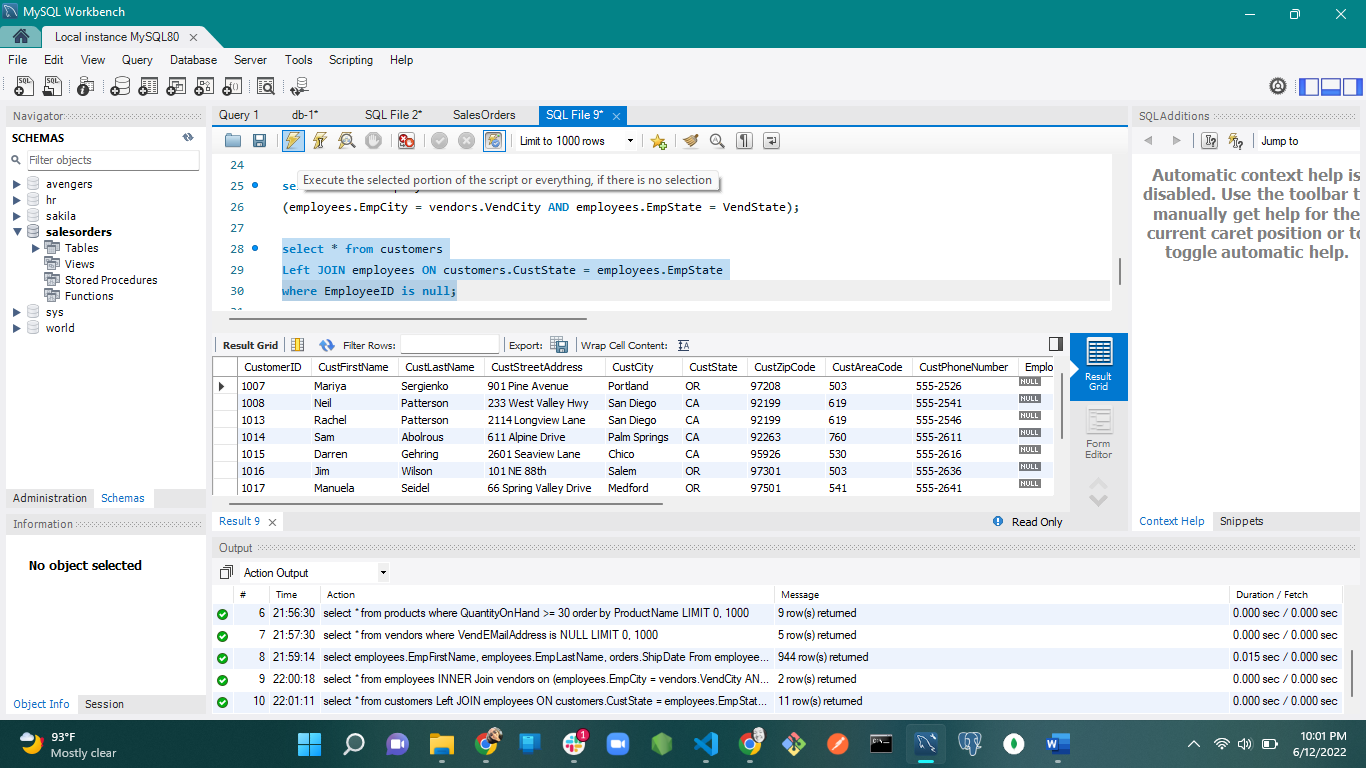 MySQL Workbench
Local instance MySQL80
File Edit View Query Database Server Tools Scripting Help
Navigator
SCHEMAS
Filter objects
avengers
hr
sakila
salesorders
Tables
Views
Stored Procedures
Functions
sys
world
Administration Schemas
Information
No object selected
Object Info Session
Query 1 db-1* SQL File 2* SalesOrders SQL File 9*
Limit to 1000 rows
24
25
Execute the selected portion of the script or everything, if there is no selection
26 (employees.EmpCity = vendors.VendCity AND employees.EmpState = VendState);
27
28 select * from customers
29 Left JOIN employees ON customers.CustState = employees.EmpState
30 where EmployeeID is null;
Result Grid Filter Rows: Export: Wrap Cell Content:
CustomerID CustFirstName CustLastName CustStreetAddress CustCity CustState CustZipCode CustAreaCode CustPhoneNumber Emplo
1007 Mariya Sergienko 901 Pine Avenue Portland OR 97208 503 555-2526 NULL
1008 Neil Patterson 233 West Valley Hwy San Diego CA 92199 619 555-2541 NULL
1013 Rachel Patterson 2114 Longview Lane San Diego CA 92199 619 555-2546 NULL
1014 Sam Abolrous 611 Alpine Drive Palm Springs CA 92263 760 555-2611 NULL
1015 Darren Gehring 2601 Seaview Lane Chico CA 95926 530 555-2616 NULL
1016 Jim Wilson 101 NE 88th Salem OR 97301 503 555-2636 NULL
1017 Manuela Seidel 66 Spring Valley Drive Medford OR 97501 541 555-2641 NULL
Result Grid
Form Editor
Result 9
Read Only
SQLAdditions
Jump to
Automatic context help is
disabled. Use the toolbar t
manually get help for the
current caret position or to
toggle automatic help.
Context Help Snippets
Output
Action Output
# Time Action Message Duration / Fetch
6 21:56:30 select * from products where QuantityOnHand >= 30 order by ProductName LIMIT 0, 1000 9 row(s) returned 0.000 sec / 0.000 sec
7 21:57:30 select * from vendors where VendEMailAddress is NULL LIMIT 0, 1000 5 row(s) returned 0.000 sec / 0.000 sec
8 21:59:14 select employees.EmpFirstName, employees.EmpLastName, orders.ShipDate From employee... 944 row(s) returned 0.015 sec / 0.000 sec
9 22:00:18 select * from employees INNER Join vendors on (employees.EmpCity = vendors.VendCity AN... 2 row(s) returned 0.000 sec / 0.000 sec
10 22:01:11 select * from customers Left JOIN employees ON customers.CustState = employees.EmpStat... 11 row(s) returned 0.000 sec / 0.000 sec
93°F
Mostly clear
1
10:01 PM
6/12/2022